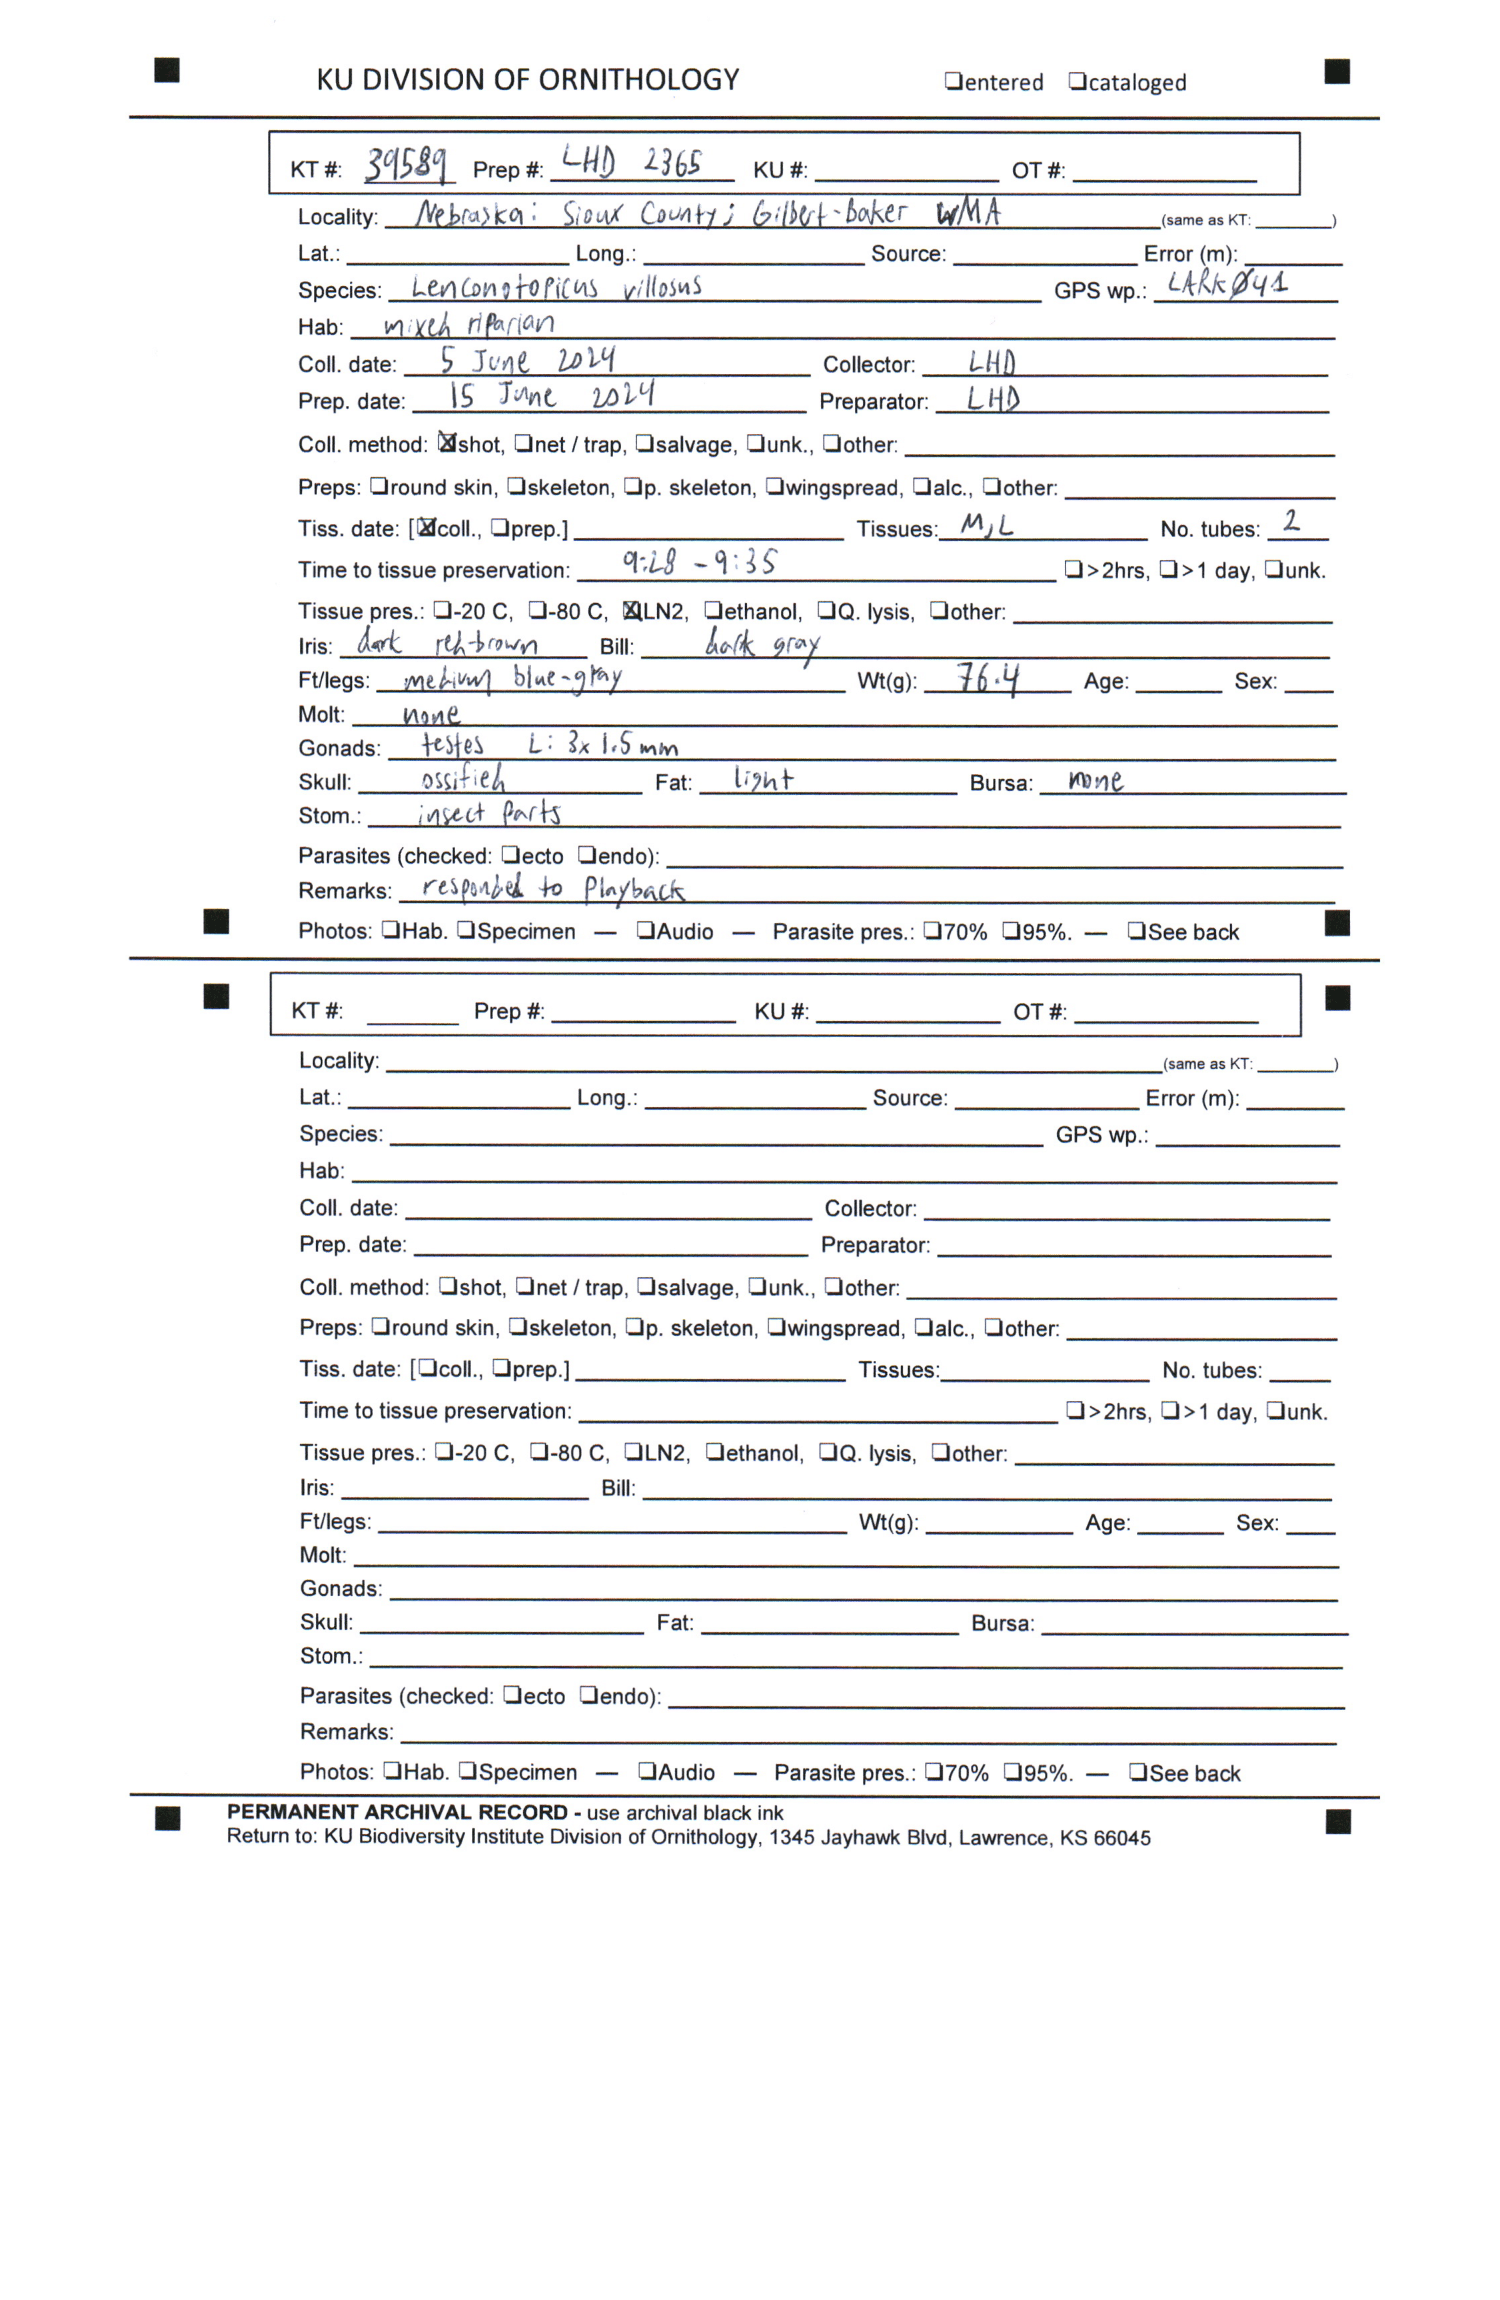 KU DIVISION OF ORNITHOLOGY ❑entered ❑cataloged
KT #: 39589 Prep #: LHD 2365 KU #: OT #:
Locality: Nebraska: Sioux County; Gilbert-Baker WMA (same as KT: )
Lat.: Long.: Source: Error (m):
Species: Leuconotopicus villosus GPS wp.: LARKØ41
Hab: mixed riparian
Coll. date: 5 June 2024 Collector: LHD
Prep. date: 15 June 2024 Preparator: LHD
Coll. method: ☒shot, ❑net / trap, ❑salvage, ❑unk., ❑other:
Preps: ❑round skin, ❑skeleton, ❑p. skeleton, ❑wingspread, ❑alc., ❑other:
Tiss. date: [☒coll., ❑prep.] Tissues: M,L No. tubes: 2
Time to tissue preservation: 9:28 - 9:35 ❑>2hrs, ❑>1 day, ❑unk.
Tissue pres.: ❑-20 C, ❑-80 C, ☒LN2, ❑ethanol, ❑Q. lysis, ❑other:
Iris: dark red-brown Bill: dark gray
Ft/legs: medium blue-gray Wt(g): 76.4 Age: Sex:
Molt: none
Gonads: testes L: 3x1.5mm
Skull: ossified Fat: light Bursa: none
Stom.: insect parts
Parasites (checked: ❑ecto ❑endo):
Remarks: responded to playback
Photos: ❑Hab. ❑Specimen — ❑Audio — Parasite pres.: ❑70% ❑95%. — ❑See back
KT #: Prep #: KU #: OT #:
Locality: (same as KT: )
Lat.: Long.: Source: Error (m):
Species: GPS wp.:
Hab:
Coll. date: Collector:
Prep. date: Preparator:
Coll. method: ❑shot, ❑net / trap, ❑salvage, ❑unk., ❑other:
Preps: ❑round skin, ❑skeleton, ❑p. skeleton, ❑wingspread, ❑alc., ❑other:
Tiss. date: [❑coll., ❑prep.] Tissues: No. tubes:
Time to tissue preservation: ❑>2hrs, ❑>1 day, ❑unk.
Tissue pres.: ❑-20 C, ❑-80 C, ❑LN2, ❑ethanol, ❑Q. lysis, ❑other:
Iris: Bill:
Ft/legs: Wt(g): Age: Sex:
Molt:
Gonads:
Skull: Fat: Bursa:
Stom.:
Parasites (checked: ❑ecto ❑endo):
Remarks:
Photos: ❑Hab. ❑Specimen — ❑Audio — Parasite pres.: ❑70% ❑95%. — ❑See back
PERMANENT ARCHIVAL RECORD - use archival black ink
Return to: KU Biodiversity Institute Division of Ornithology, 1345 Jayhawk Blvd, Lawrence, KS 66045